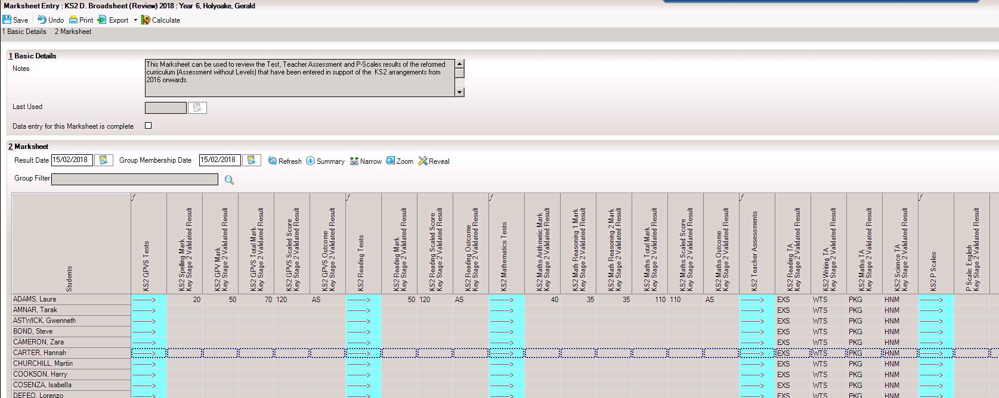 Marksheet Entry : KS2 D. Broadsheet (Review) 2018 : Year 6, Holyoake, Gerald
Save Undo Print Export Calculate
1 Basic Details 2 Marksheet
1 Basic Details
Notes
This Marksheet can be used to review the Test, Teacher Assessment and P-Scales results of the reformed
curriculum (Assessment without Levels) that have been entered in support of the KS2 arrangements from
2016 onwards.
Last Used
Data entry for this Marksheet is complete
2 Marksheet
Result Date 15/02/2018 Group Membership Date 15/02/2018 Refresh Summary Narrow Zoom Reveal
Group Filter
Students
KS2 GPVS Tests
KS2 Spelling Mark
Key Stage 2 Validated Result
KS2 GPV Mark
Key Stage 2 Validated Result
KS2 GPVS Total Mark
Key Stage 2 Validated Result
KS2 GPVS Scaled Score
Key Stage 2 Validated Result
KS2 GPVS Outcome
Key Stage 2 Validated Result
KS2 Reading Tests
KS2 Reading Mark
Key Stage 2 Validated Result
KS2 Reading Scaled Score
Key Stage 2 Validated Result
KS2 Reading Outcome
Key Stage 2 Validated Result
KS2 Mathematics Tests
KS2 Maths Arithmetic Mark
Key Stage 2 Validated Result
KS2 Math Reasoning 1 Mark
Key Stage 2 Validated Result
KS2 Math Reasoning 2 Mark
Key Stage 2 Validated Result
KS2 Maths Total Mark
Key Stage 2 Validated Result
KS2 Maths Scaled Score
Key Stage 2 Validated Result
KS2 Maths Outcome
Key Stage 2 Validated Result
KS2 Teacher Assessments
KS2 Reading TA
Key Stage 2 Validated Result
KS2 Writing TA
Key Stage 2 Validated Result
KS2 Maths TA
Key Stage 2 Validated Result
KS2 Science TA
Key Stage 2 Validated Result
KS2 P Scales
P Scale: English
Key Stage 2 Validated Result
ADAMS, Laura -------> 20 50 70 120 AS -------> 50 120 AS -------> 40 35 35 110 110 AS -------> EXS WTS PKG HNM ------->
AMNAR, Tarak -------> -------> -------> -------> EXS WTS PKG HNM ------->
ASTWICK, Gwenneth -------> -------> -------> -------> EXS WTS PKG HNM ------->
BOND, Steve -------> -------> -------> -------> EXS WTS PKG HNM ------->
CAMERON, Zara -------> -------> -------> -------> EXS WTS PKG HNM ------->
CARTER, Hannah -------> -------> -------> -------> EXS WTS PKG HNM ------->
CHURCHILL, Martin -------> -------> -------> -------> EXS WTS PKG HNM ------->
COOKSON, Harry -------> -------> -------> -------> EXS WTS PKG HNM ------->
COSENZA, Isabella -------> -------> -------> -------> EXS WTS PKG HNM ------->
DEFEO, Lorenzo -------> -------> -------> -------> EXS WTS PKG HNM ------->